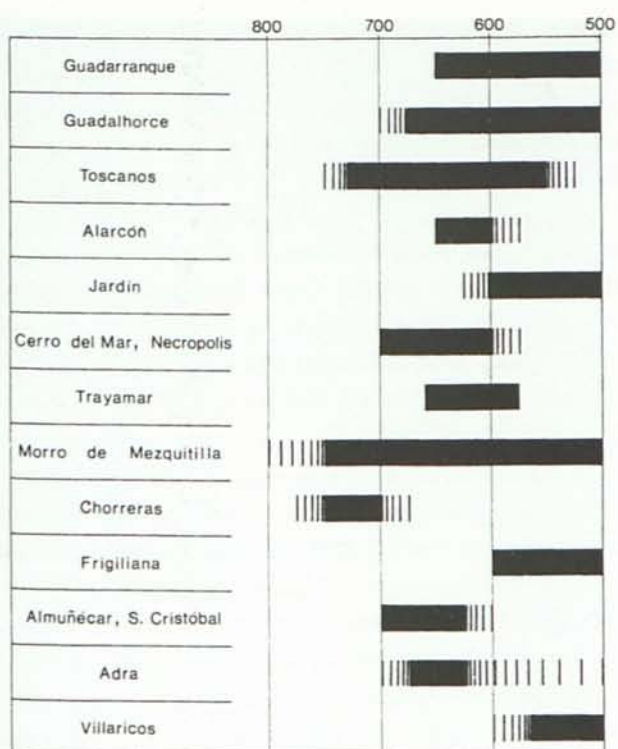 800 700 600 500
Guadarranque
Guadalhorce
Toscanos
Alarcón
Jardín
Cerro del Mar, Necropolis
Trayamar
Morro de Mezquitilla
Chorreras
Frigiliana
Almuñécar, S. Cristóbal
Adra
Villaricos